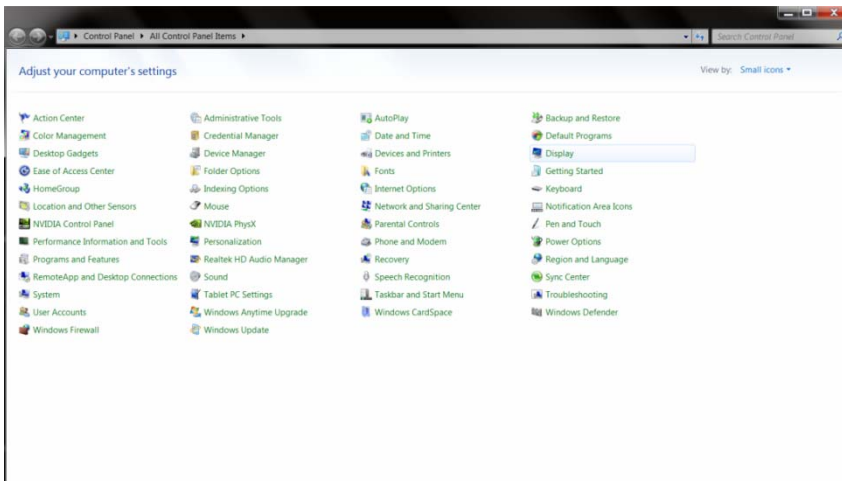 Control Panel All Control Panel Items Search Control Panel
Adjust your computer's settings View by: Small icons
Action Center Administrative Tools AutoPlay Backup and Restore
Color Management Credential Manager Date and Time Default Programs
Desktop Gadgets Device Manager Devices and Printers Display
Ease of Access Center Folder Options Fonts Getting Started
HomeGroup Indexing Options Internet Options Keyboard
Location and Other Sensors Mouse Network and Sharing Center Notification Area Icons
NVIDIA Control Panel NVIDIA PhysX Parental Controls Pen and Touch
Performance Information and Tools Personalization Phone and Modem Power Options
Programs and Features Realtek HD Audio Manager Recovery Region and Language
RemoteApp and Desktop Connections Sound Speech Recognition Sync Center
System Tablet PC Settings Taskbar and Start Menu Troubleshooting
User Accounts Windows Anytime Upgrade Windows CardSpace Windows Defender
Windows Firewall Windows Update